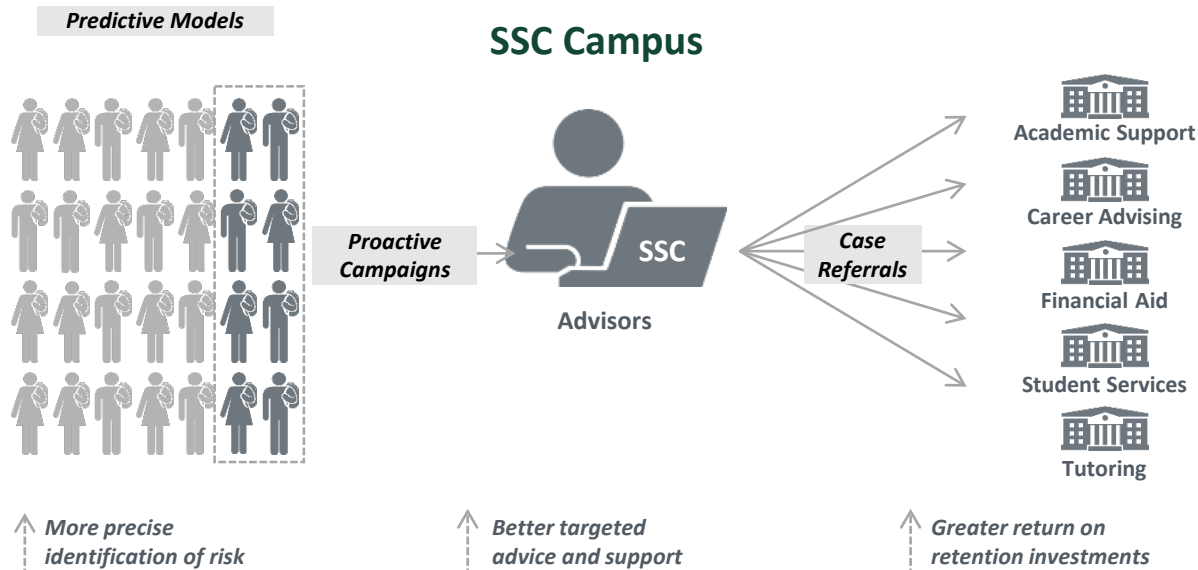 Predictive Models
SSC Campus
Proactive
Campaigns
SSC
Advisors
Case
Referrals
Academic Support
Career Advising
Financial Aid
Student Services
Tutoring
More precise
identification of risk
Better targeted
advice and support
Greater return on
retention investments